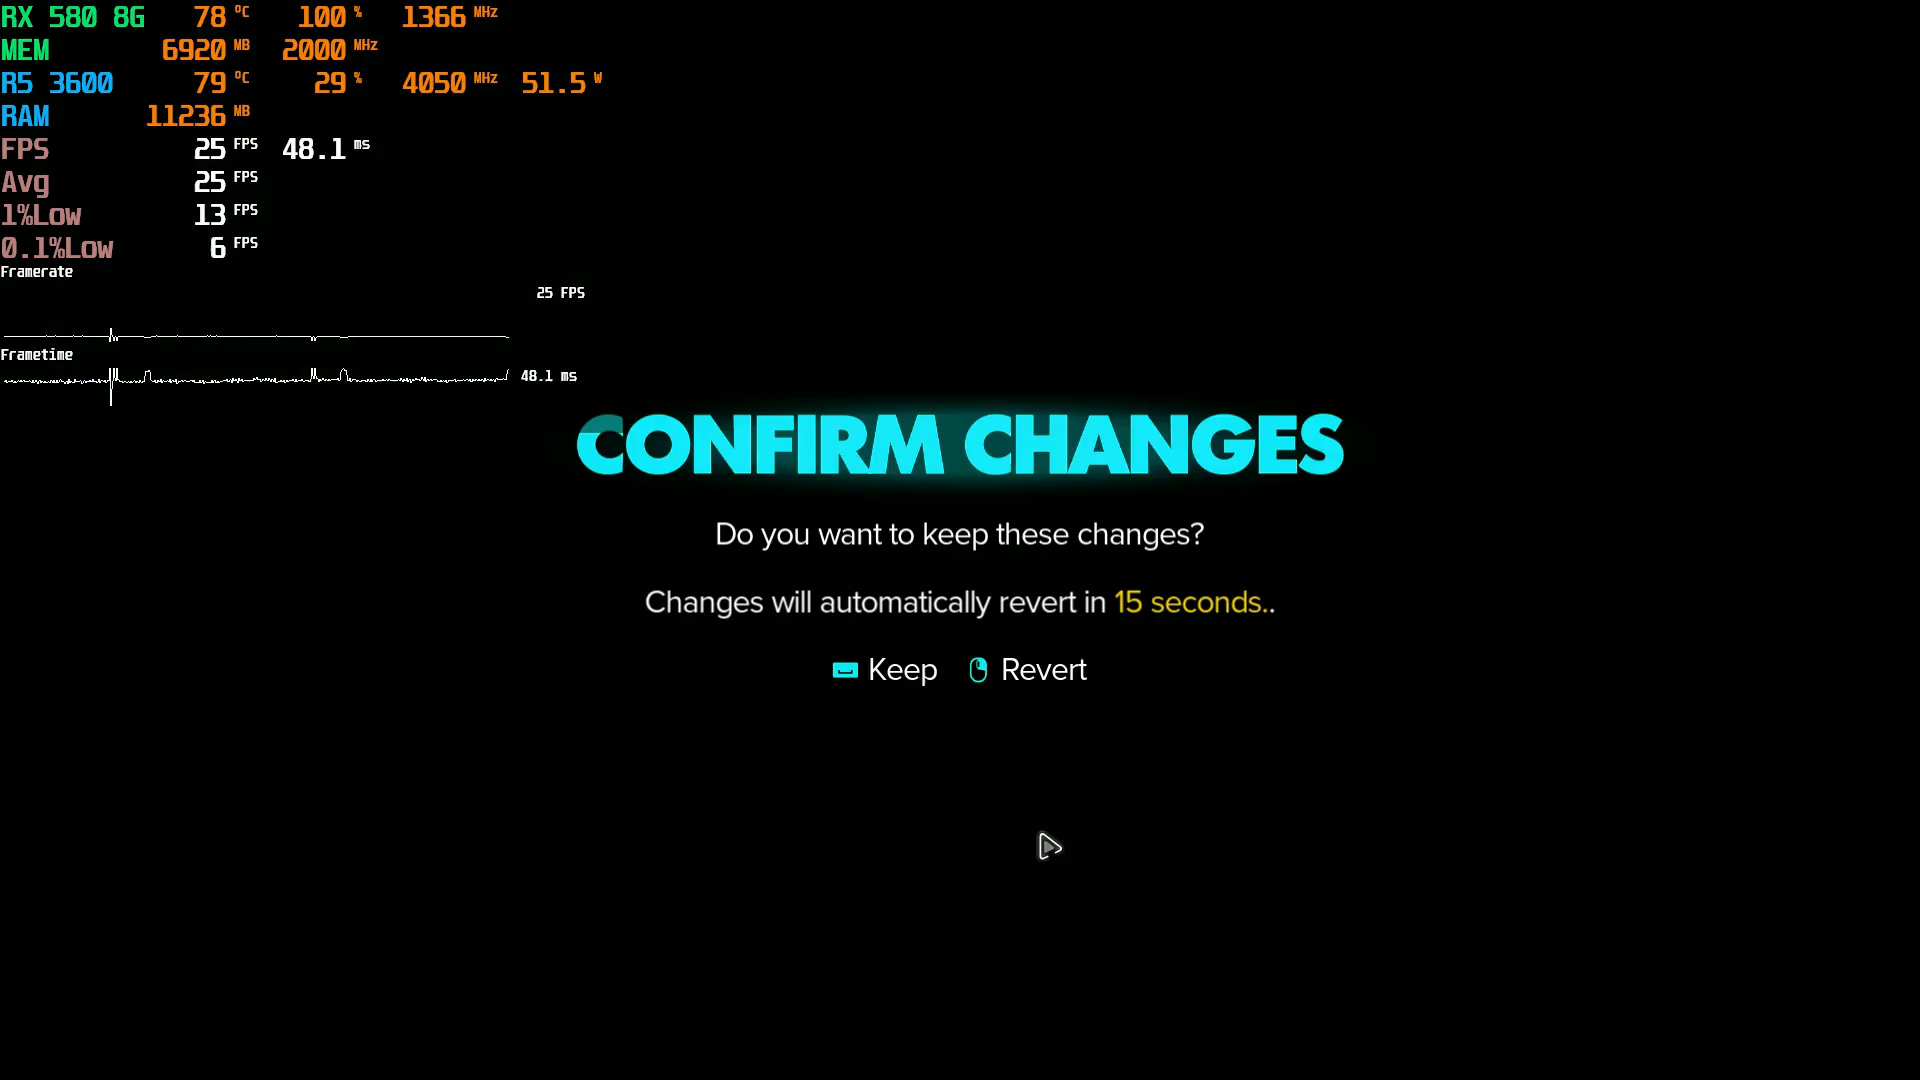 RX 580 8G 78 °C 100 % 1366 MHz
MEM 6920 MB 2000 MHz
R5 3600 79 °C 29 % 4050 MHz 51.5 W
RAM 11236 MB
FPS 25 FPS 48.1 ms
Avg 25 FPS
1%Low 13 FPS
0.1%Low 6 FPS
Framerate
25 FPS
Frametime
48.1 ms
CONFIRM CHANGES
Do you want to keep these changes?
Changes will automatically revert in 15 seconds..
Keep Revert